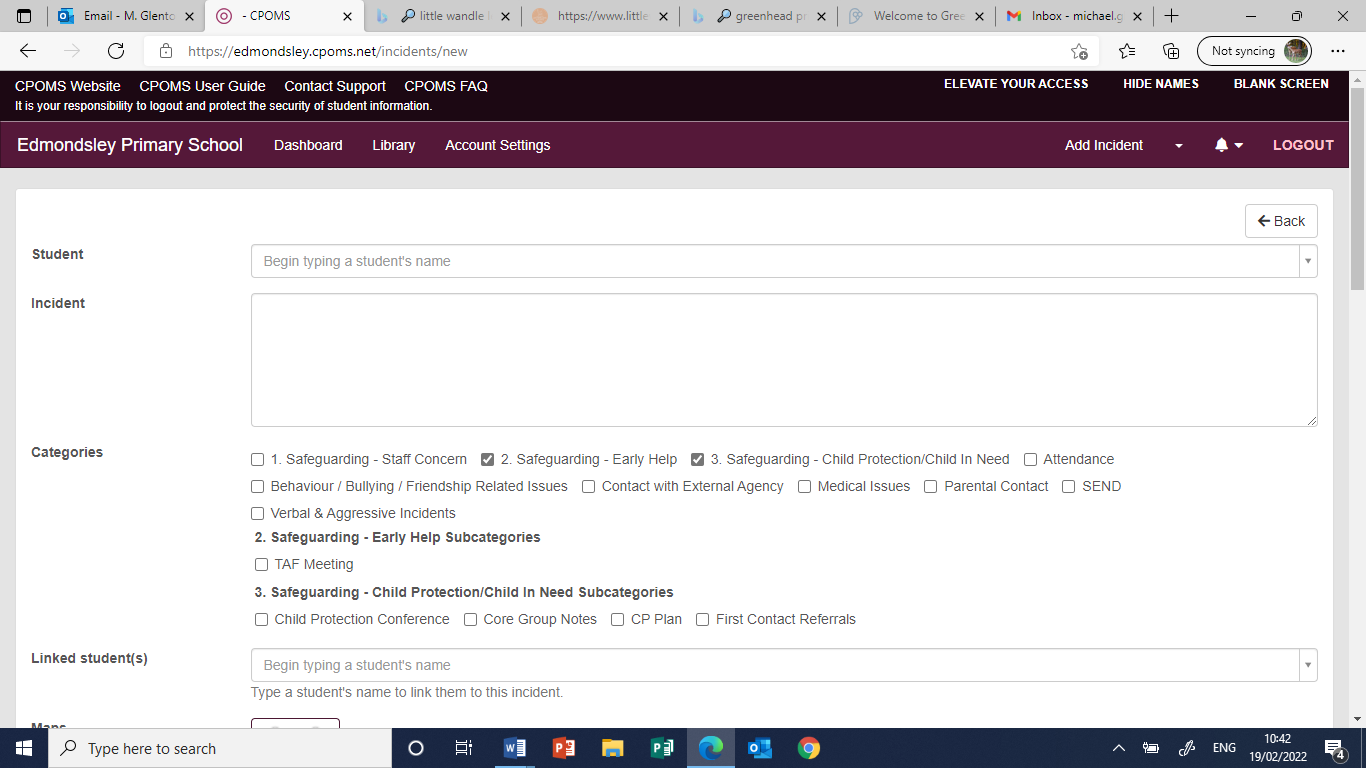 Email - M. Glento
- CPOMS
little wandle l
https://www.little
greenhead pr
Welcome to Gree
Inbox - michael.g
https://edmondsley.cpoms.net/incidents/new
Not syncing
CPOMS Website CPOMS User Guide Contact Support CPOMS FAQ
ELEVATE YOUR ACCESS HIDE NAMES BLANK SCREEN
It is your responsibility to logout and protect the security of student information.
Edmondsley Primary School Dashboard Library Account Settings Add Incident LOGOUT
Back
Student
Begin typing a student's name
Incident
Categories
1. Safeguarding - Staff Concern 2. Safeguarding - Early Help 3. Safeguarding - Child Protection/Child In Need Attendance
Behaviour / Bullying / Friendship Related Issues Contact with External Agency Medical Issues Parental Contact SEND
Verbal & Aggressive Incidents
2. Safeguarding - Early Help Subcategories
TAF Meeting
3. Safeguarding - Child Protection/Child In Need Subcategories
Child Protection Conference Core Group Notes CP Plan First Contact Referrals
Linked student(s)
Begin typing a student's name
Type a student's name to link them to this incident.
Maps
Type here to search
ENG
10:42
19/02/2022
4